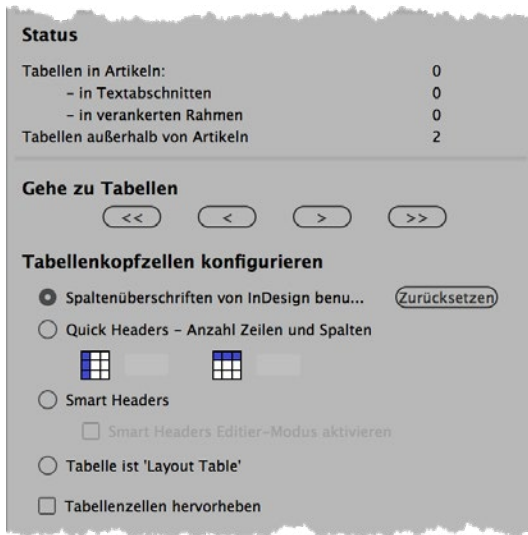 Status
Tabellen in Artikeln: 0
– in Textabschnitten 0
– in verankerten Rahmen 0
Tabellen außerhalb von Artikeln 2
Gehe zu Tabellen
<< < > >>
Tabellenkopfzellen konfigurieren
Spaltenüberschriften von InDesign benu... Zurücksetzen
Quick Headers – Anzahl Zeilen und Spalten
Smart Headers
Smart Headers Editier-Modus aktivieren
Tabelle ist 'Layout Table'
Tabellenzellen hervorheben